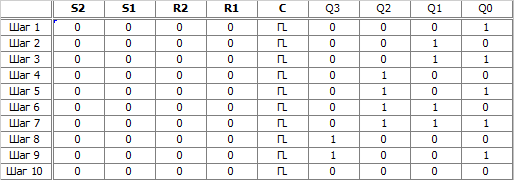 S2 S1 R2 R1 C Q3 Q2 Q1 Q0
Шаг 1 0 0 0 0 ⎍ 0 0 0 1
Шаг 2 0 0 0 0 ⎍ 0 0 1 0
Шаг 3 0 0 0 0 ⎍ 0 0 1 1
Шаг 4 0 0 0 0 ⎍ 0 1 0 0
Шаг 5 0 0 0 0 ⎍ 0 1 0 1
Шаг 6 0 0 0 0 ⎍ 0 1 1 0
Шаг 7 0 0 0 0 ⎍ 0 1 1 1
Шаг 8 0 0 0 0 ⎍ 1 0 0 0
Шаг 9 0 0 0 0 ⎍ 1 0 0 1
Шаг 10 0 0 0 0 ⎍ 0 0 0 0